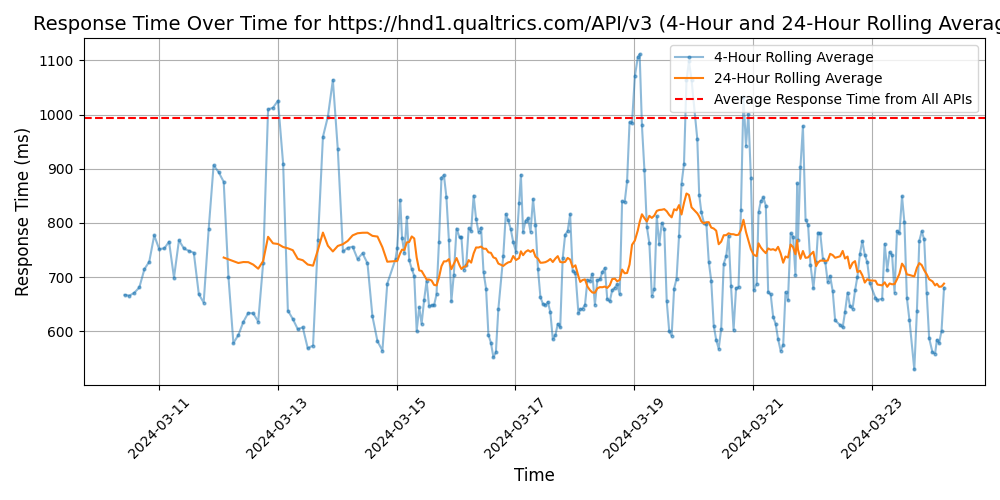 Response Time Over Time for https://hnd1.qualtrics.com/API/v3 (4-Hour and 24-Hour Rolling Averag
4-Hour Rolling Average
24-Hour Rolling Average
Average Response Time from All APIs
Response Time (ms)
1100
1000
900
800
700
600
2024-03-11
2024-03-13
2024-03-15
2024-03-17
2024-03-19
2024-03-21
2024-03-23
Time